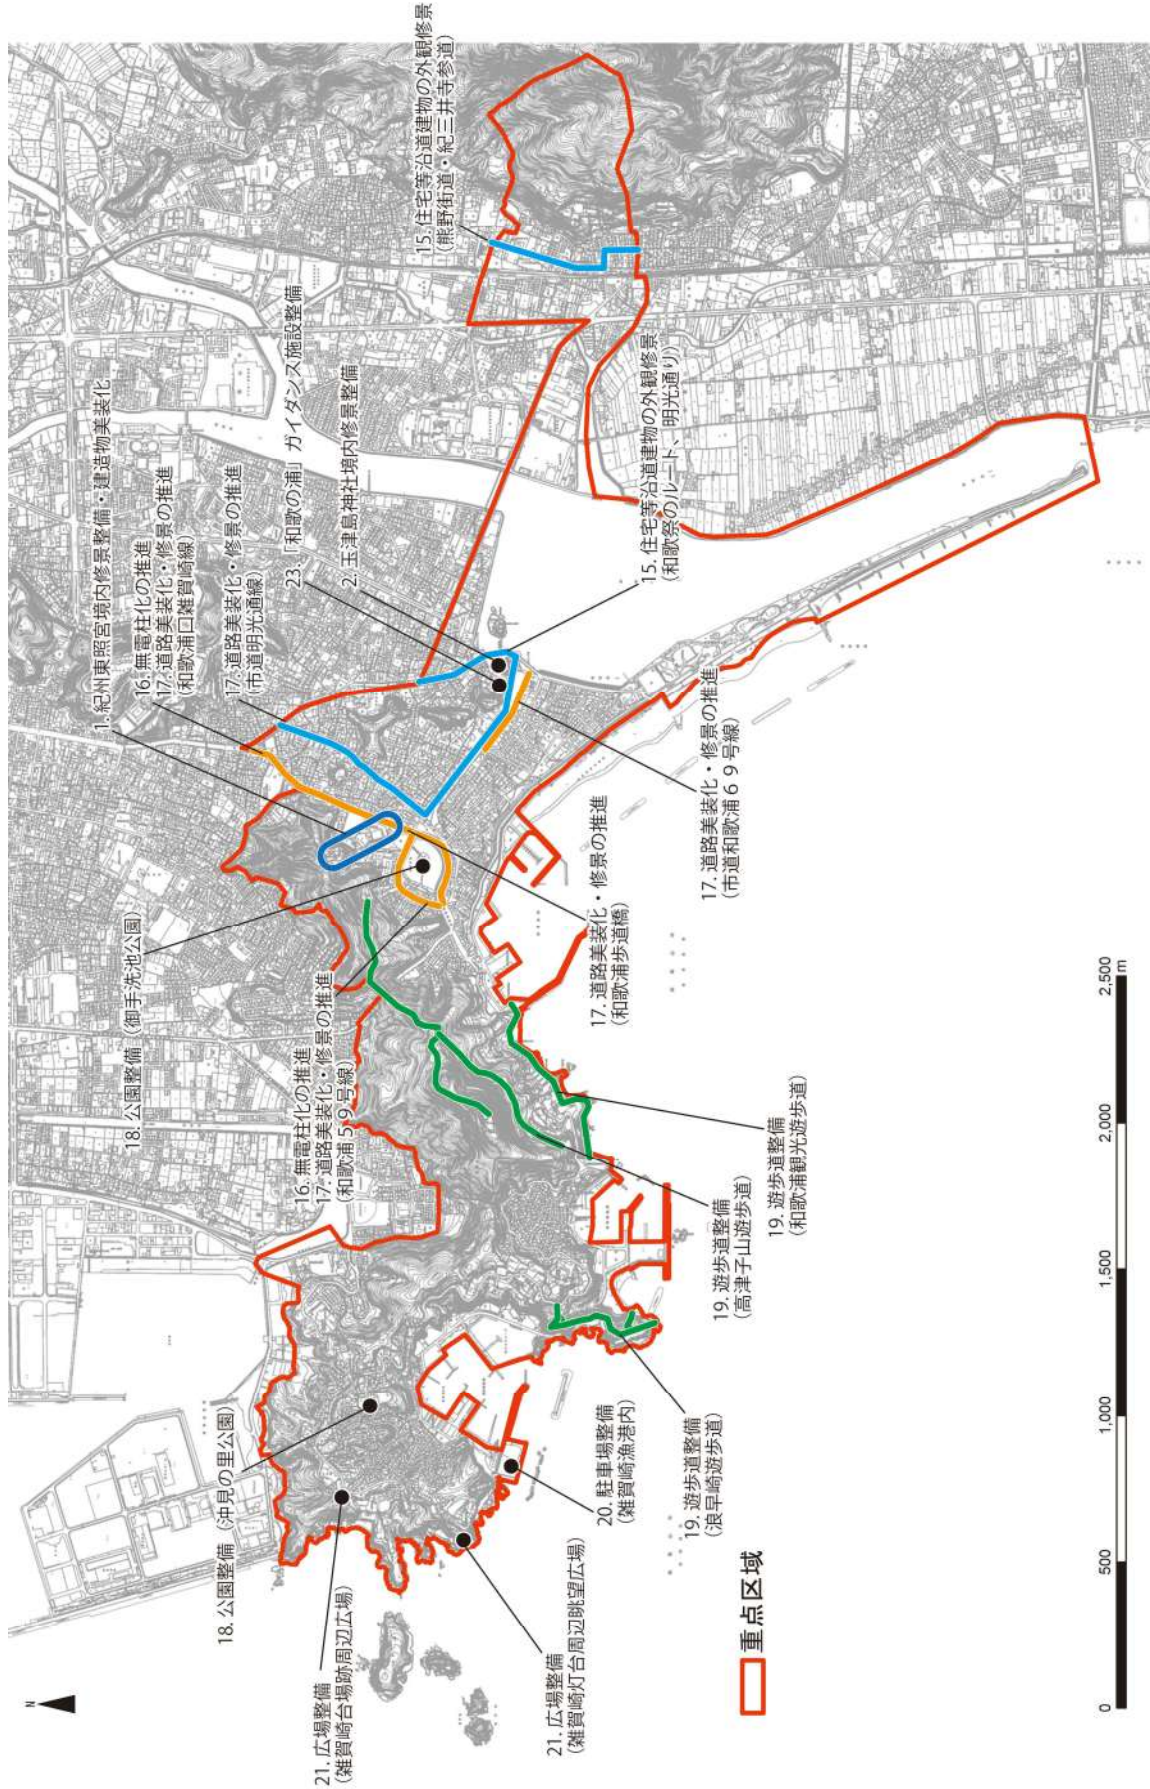 N
1. 紀州東照宮境内修景整備・建造物美装化
16. 無電柱化の推進
17. 道路美装化・修景の推進
(和歌浦口雑賀崎線)
17. 道路美装化・修景の推進
(市道明光通線)
23. 「和歌の浦」ガイダンス施設整備
2. 玉津島神社境内修景整備
15. 住宅等沿道建物の外観修景
(熊野街道・紀三井寺参道)
18. 公園整備 (御手洗池公園)
16. 無電柱化の推進
17. 道路美装化・修景の推進
(和歌浦59号線)
18. 公園整備 (沖見の里公園)
21. 広場整備
(雑賀崎台場跡周辺広場)
21. 広場整備
(雑賀崎灯台周辺眺望広場)
20. 駐車場整備
(雑賀崎漁港内)
19. 遊歩道整備
(浪早崎遊歩道)
19. 遊歩道整備
(高津子山遊歩道)
19. 遊歩道整備
(和歌浦観光遊歩道)
17. 道路美装化・修景の推進
(和歌浦歩道橋)
17. 道路美装化・修景の推進
(市道和歌浦69号線)
15. 住宅等沿道建物の外観修景
(和歌祭のルート、明光通り)
重点区域
0
500
1,000
1,500
2,000
2,500
m